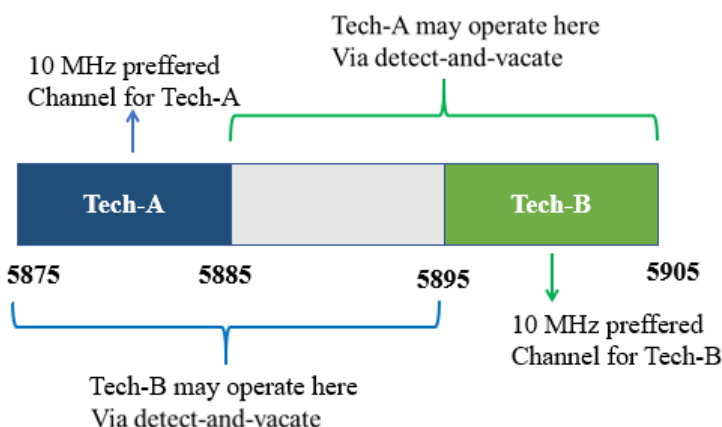 Tech-A may operate here
Via detect-and-vacate
10 MHz preffered
Channel for Tech-A
Tech-A
Tech-B
5875
5885
5895
5905
10 MHz preffered
Channel for Tech-B
Tech-B may operate here
Via detect-and-vacate